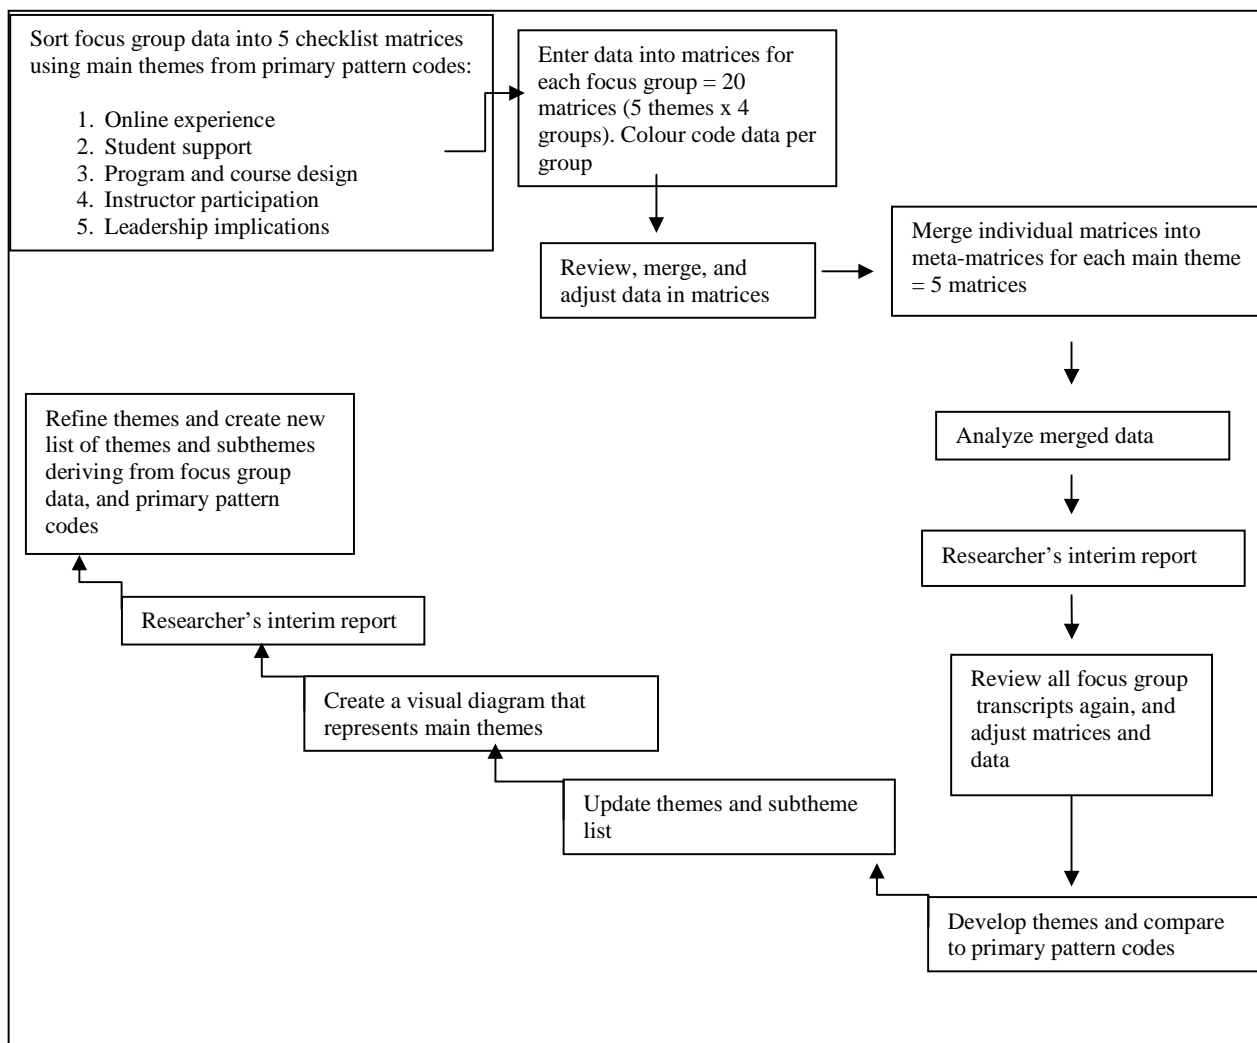 Sort focus group data into 5 checklist matrices
using main themes from primary pattern codes:
1. Online experience
2. Student support
3. Program and course design
4. Instructor participation
5. Leadership implications
Enter data into matrices for
each focus group = 20
matrices (5 themes x 4
groups). Colour code data per
group
Review, merge, and
adjust data in matrices
Merge individual matrices into
meta-matrices for each main theme
= 5 matrices
Analyze merged data
Researcher’s interim report
Review all focus group
transcripts again, and
adjust matrices and
data
Develop themes and compare
to primary pattern codes
Update themes and subtheme
list
Create a visual diagram that
represents main themes
Researcher’s interim report
Refine themes and create new
list of themes and subthemes
deriving from focus group
data, and primary pattern
codes